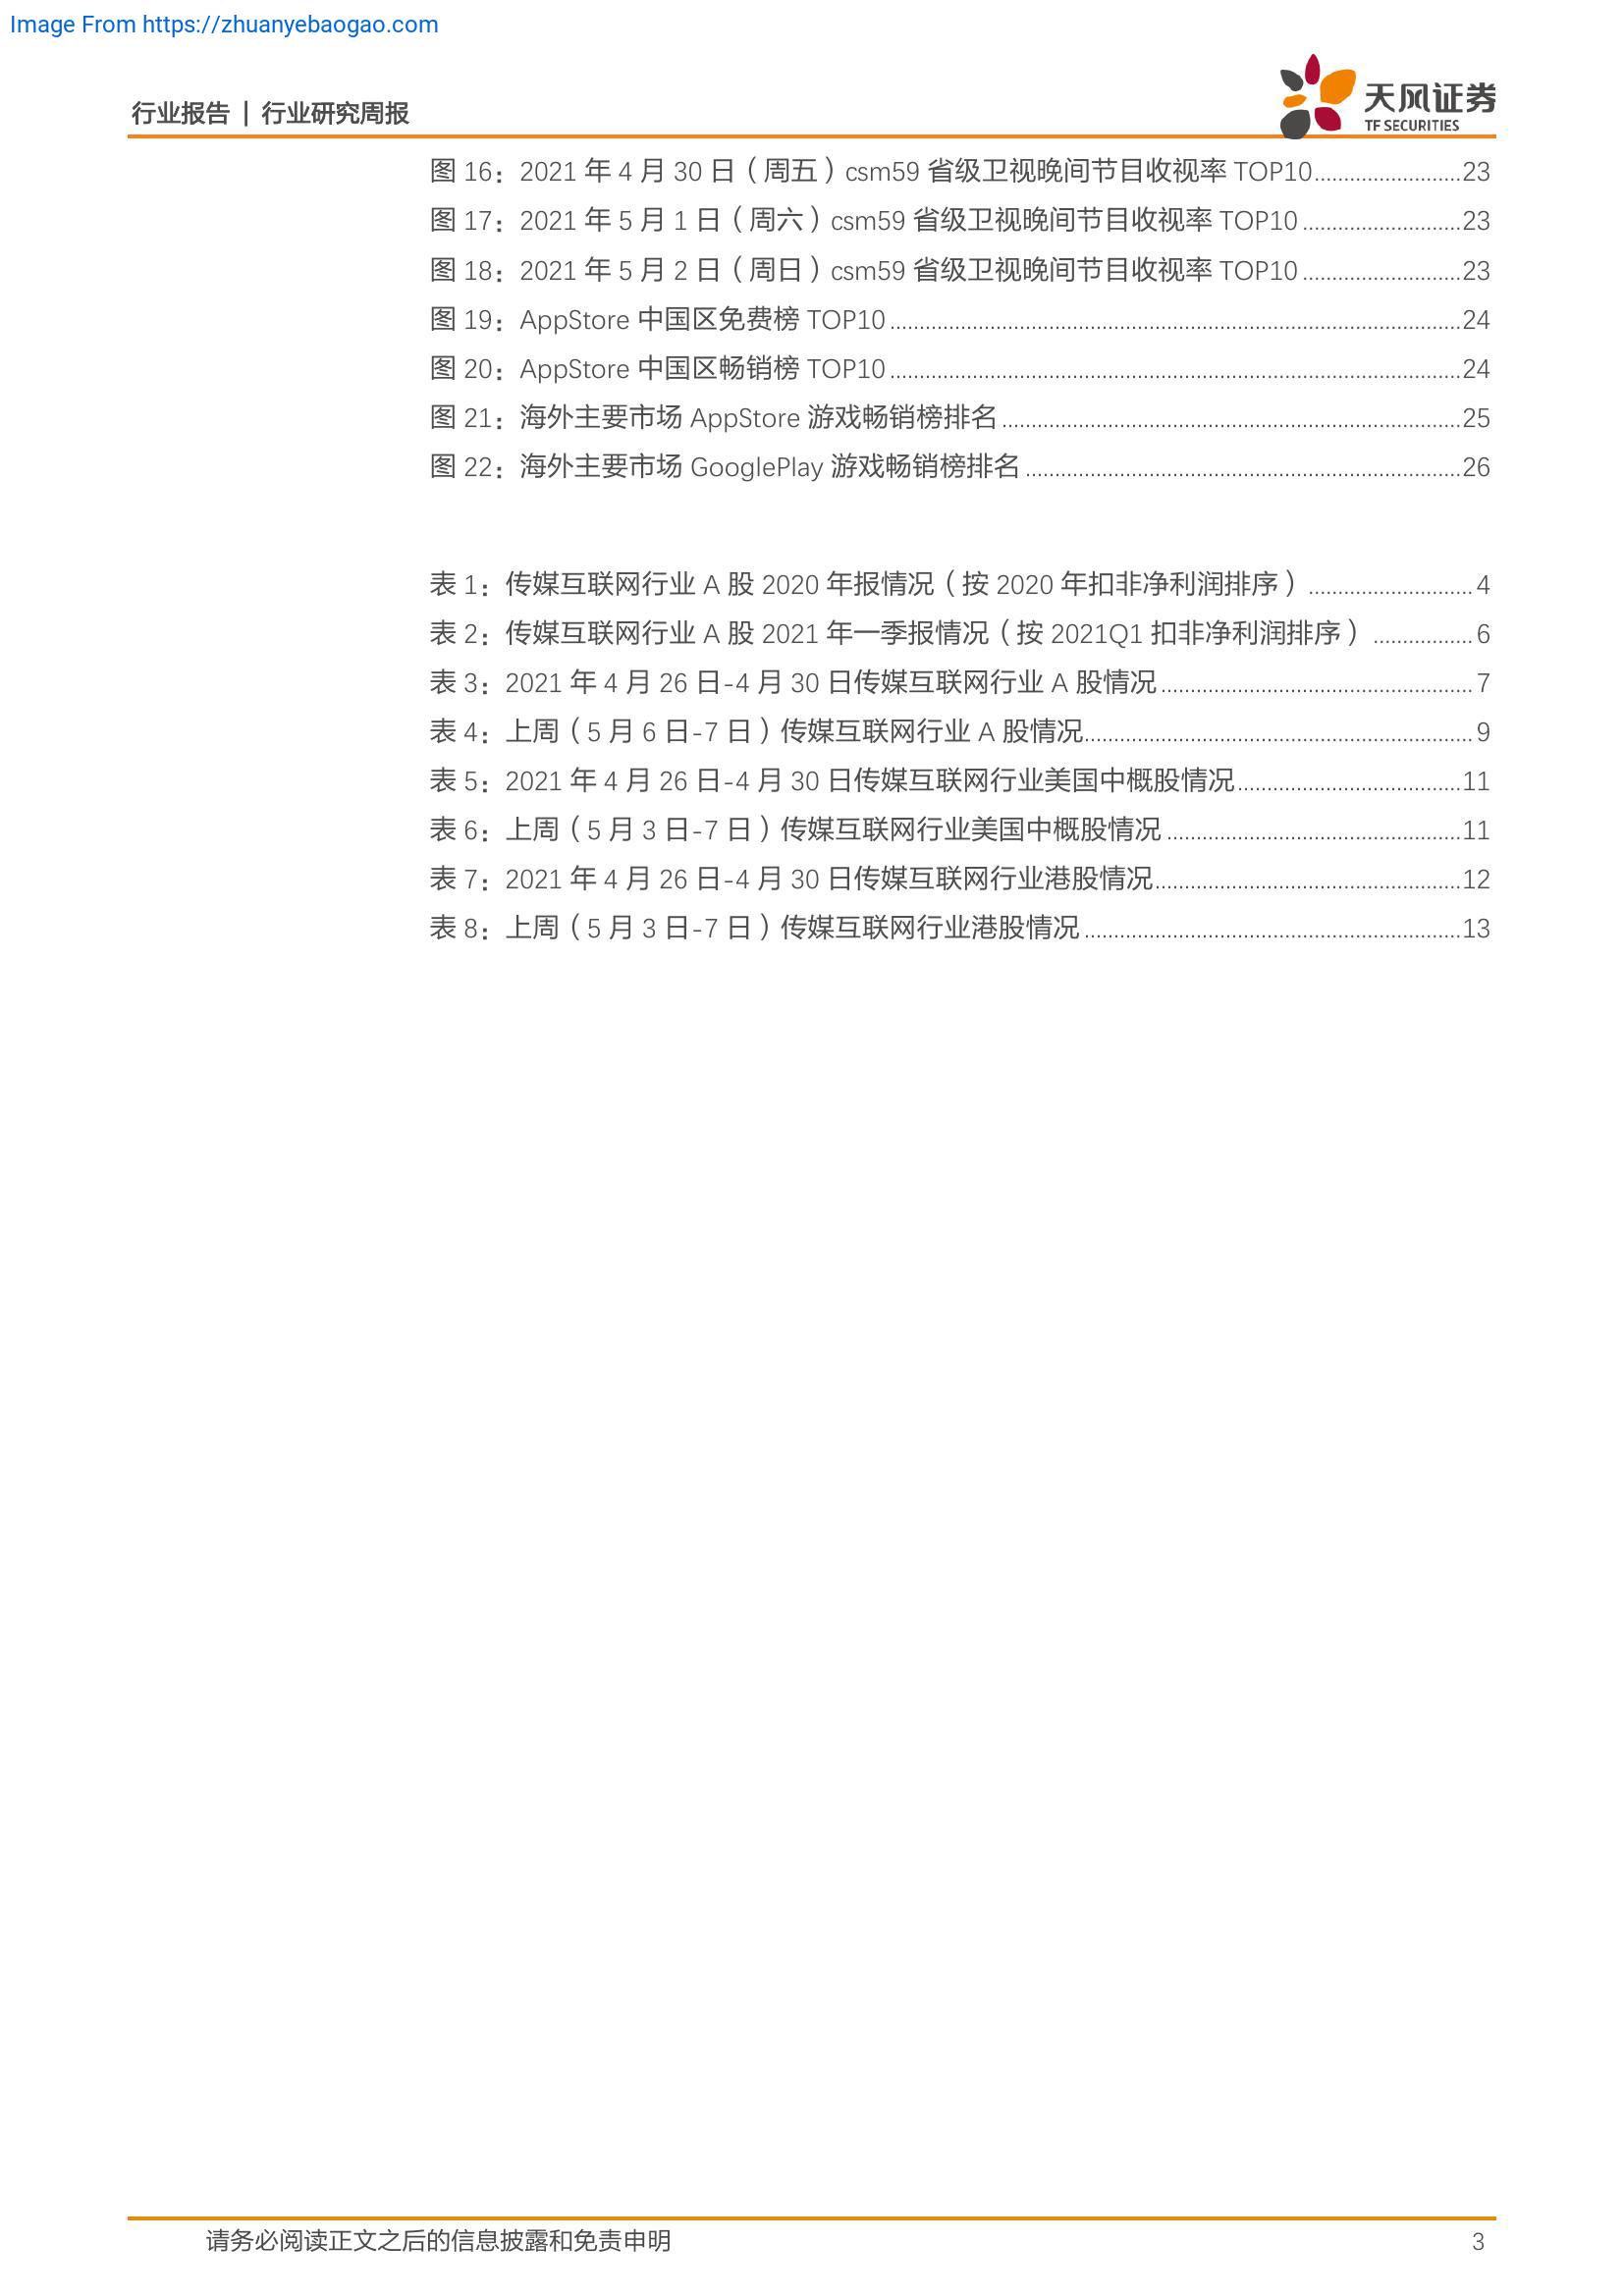 Image From https://zhuanyebaogao.com
行业报告 | 行业研究周报
天风证券
TF SECURITIES
图 16：2021 年 4 月 30 日（周五）csm59 省级卫视晚间节目收视率 TOP10.........................23
图 17：2021 年 5 月 1 日（周六）csm59 省级卫视晚间节目收视率 TOP10...........................23
图 18：2021 年 5 月 2 日（周日）csm59 省级卫视晚间节目收视率 TOP10...........................23
图 19：AppStore 中国区免费榜 TOP10..................................................................................................24
图 20：AppStore 中国区畅销榜 TOP10..................................................................................................24
图 21：海外主要市场 AppStore 游戏畅销榜排名..............................................................................25
图 22：海外主要市场 GooglePlay 游戏畅销榜排名..........................................................................26
表 1：传媒互联网行业 A 股 2020 年报情况（按 2020 年扣非净利润排序）............................4
表 2：传媒互联网行业 A 股 2021 年一季报情况（按 2021Q1 扣非净利润排序）.................6
表 3：2021 年 4 月 26 日-4 月 30 日传媒互联网行业 A 股情况.....................................................7
表 4：上周（5 月 6 日-7 日）传媒互联网行业 A 股情况..................................................................9
表 5：2021 年 4 月 26 日-4 月 30 日传媒互联网行业美国中概股情况......................................11
表 6：上周（5 月 3 日-7 日）传媒互联网行业美国中概股情况..................................................11
表 7：2021 年 4 月 26 日-4 月 30 日传媒互联网行业港股情况....................................................12
表 8：上周（5 月 3 日-7 日）传媒互联网行业港股情况................................................................13
请务必阅读正文之后的信息披露和免责申明
3